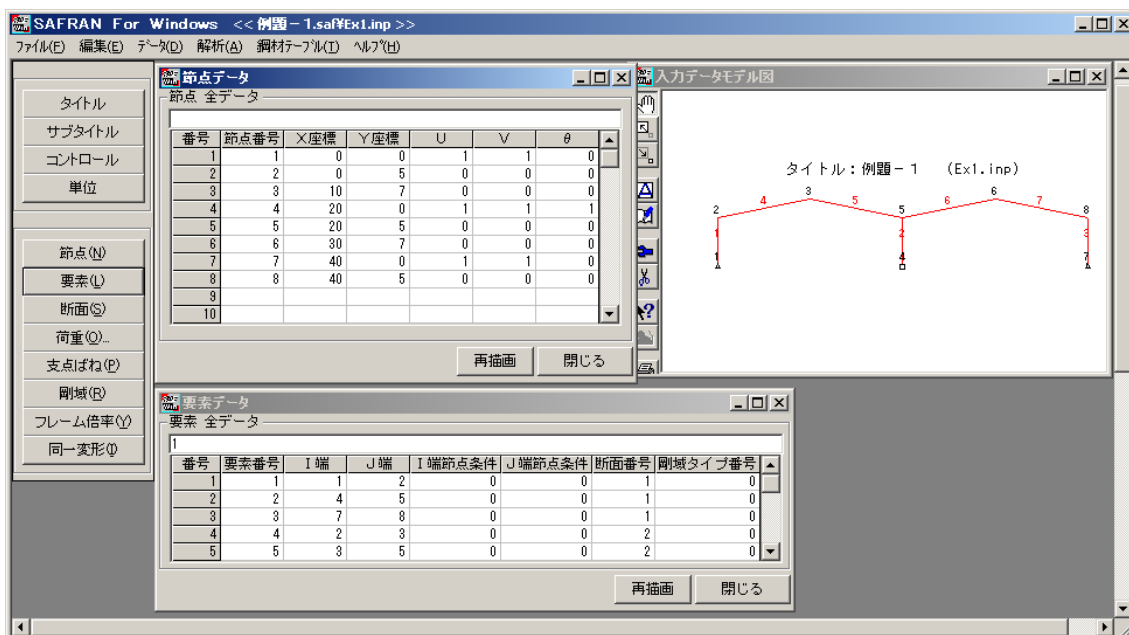 SAFRAN For Windows << 例題－1.saf¥Ex1.inp >>
ファイル(F) 編集(E) データ(D) 解析(A) 鋼材テーブル(T) ヘルプ(H)
タイトル
サブタイトル
コントロール
単位
節点(N)
要素(L)
断面(S)
荷重(O)...
支点ばね(P)
剛域(R)
フレーム倍率(Y)
同一変形(I)
節点データ
節点 全データ
番号 節点番号 X座標 Y座標 U V θ
1 1 0 0 1 1 0
2 2 0 5 0 0 0
3 3 10 7 0 0 0
4 4 20 0 1 1 1
5 5 20 5 0 0 0
6 6 30 7 0 0 0
7 7 40 0 1 1 0
8 8 40 5 0 0 0
9
10
再描画 閉じる
入力データモデル図
タイトル：例題－1 (Ex1.inp)
3 6
4 5 6 7
2 5 8
1 2 3
1 4 7
要素データ
要素 全データ
1
番号 要素番号 I 端 J 端 I 端節点条件 J 端節点条件 断面番号 剛域タイプ番号
1 1 1 2 0 0 1 0
2 2 4 5 0 0 1 0
3 3 7 8 0 0 1 0
4 4 2 3 0 0 2 0
5 5 3 5 0 0 2 0
再描画 閉じる